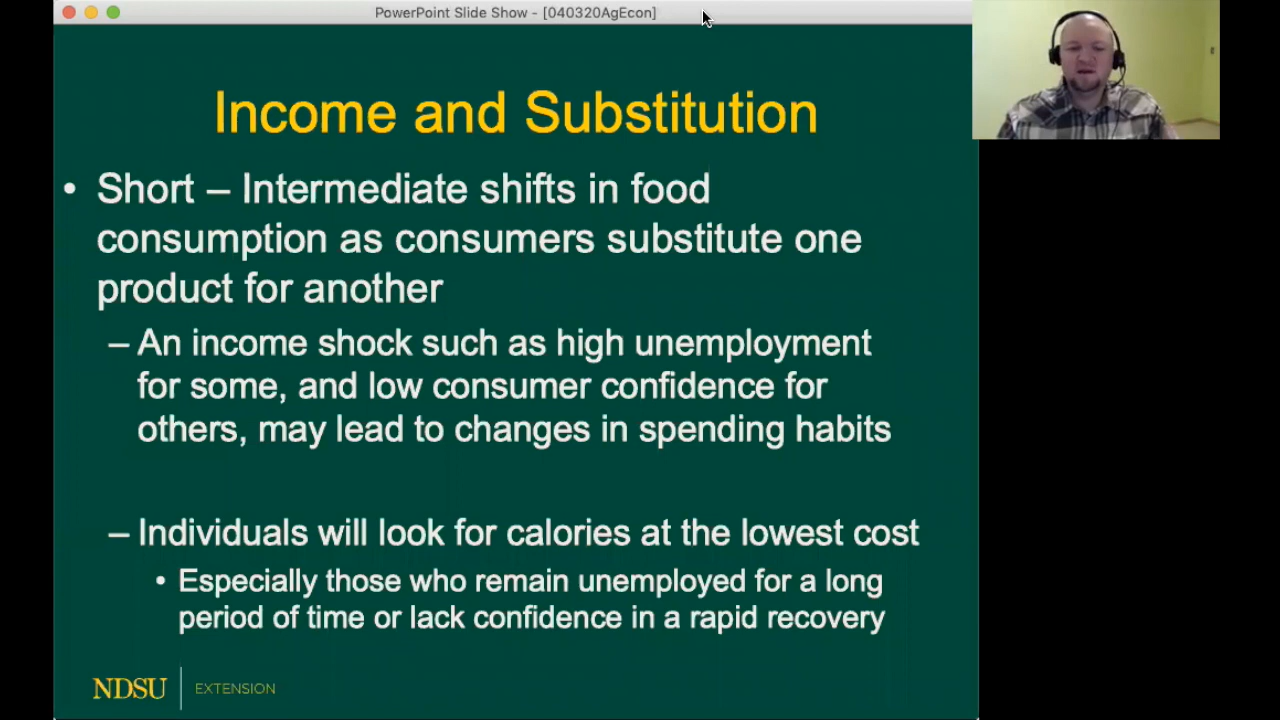 PowerPoint Slide Show - [040320AgEcon]
Income and Substitution
• Short – Intermediate shifts in food
consumption as consumers substitute one
product for another
– An income shock such as high unemployment
for some, and low consumer confidence for
others, may lead to changes in spending habits
– Individuals will look for calories at the lowest cost
• Especially those who remain unemployed for a long
period of time or lack confidence in a rapid recovery
NDSU EXTENSION